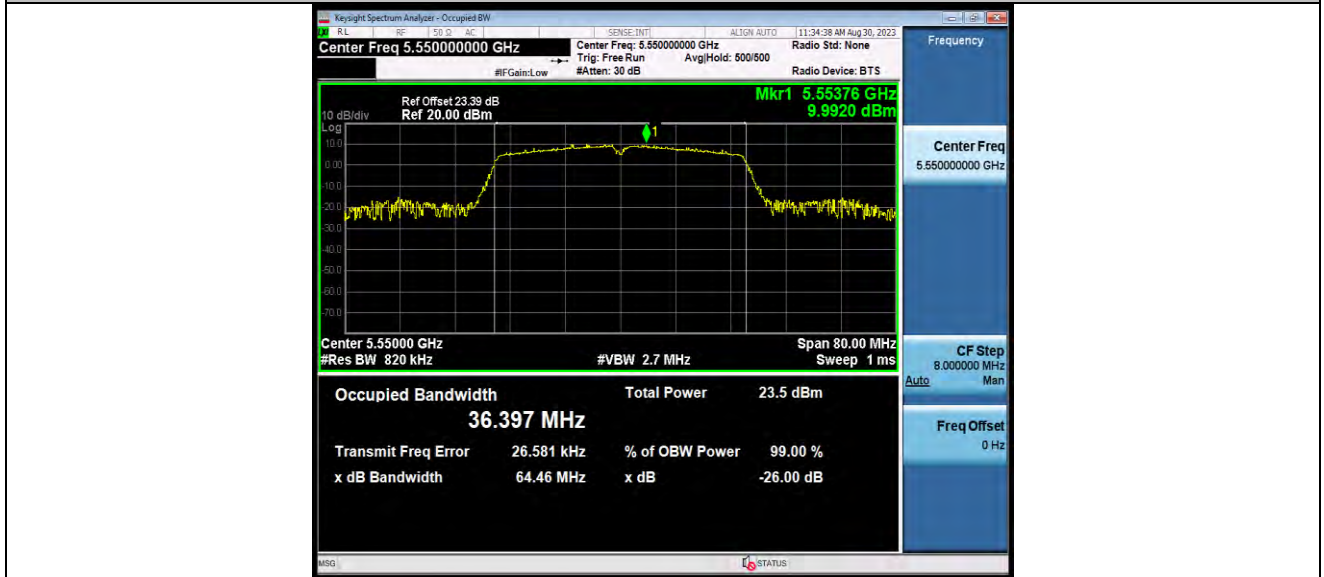 Keysight Spectrum Analyzer - Occupied BW
RL RF 50 Ω AC SENSE:INT ALIGN AUTO 11:34:38 AM Aug 30, 2023
Center Freq 5.550000000 GHz
Center Freq: 5.550000000 GHz Radio Std: None
Trig: Free Run Avg|Hold: 500/500
#IFGain:Low #Atten: 30 dB Radio Device: BTS
Frequency
Mkr1 5.55376 GHz
9.9920 dBm
Ref Offset 23.39 dB
10 dB/div Ref 20.00 dBm
Log
10.0
0.00
-10.0
-20.0
-30.0
-40.0
-50.0
-60.0
-70.0
1
Center 5.55000 GHz Span 80.00 MHz
#Res BW 820 kHz #VBW 2.7 MHz Sweep 1 ms
Occupied Bandwidth Total Power 23.5 dBm
36.397 MHz
Transmit Freq Error 26.581 kHz % of OBW Power 99.00 %
x dB Bandwidth 64.46 MHz x dB -26.00 dB
Center Freq
5.550000000 GHz
CF Step
8.000000 MHz
Auto Man
Freq Offset
0 Hz
MSG STATUS